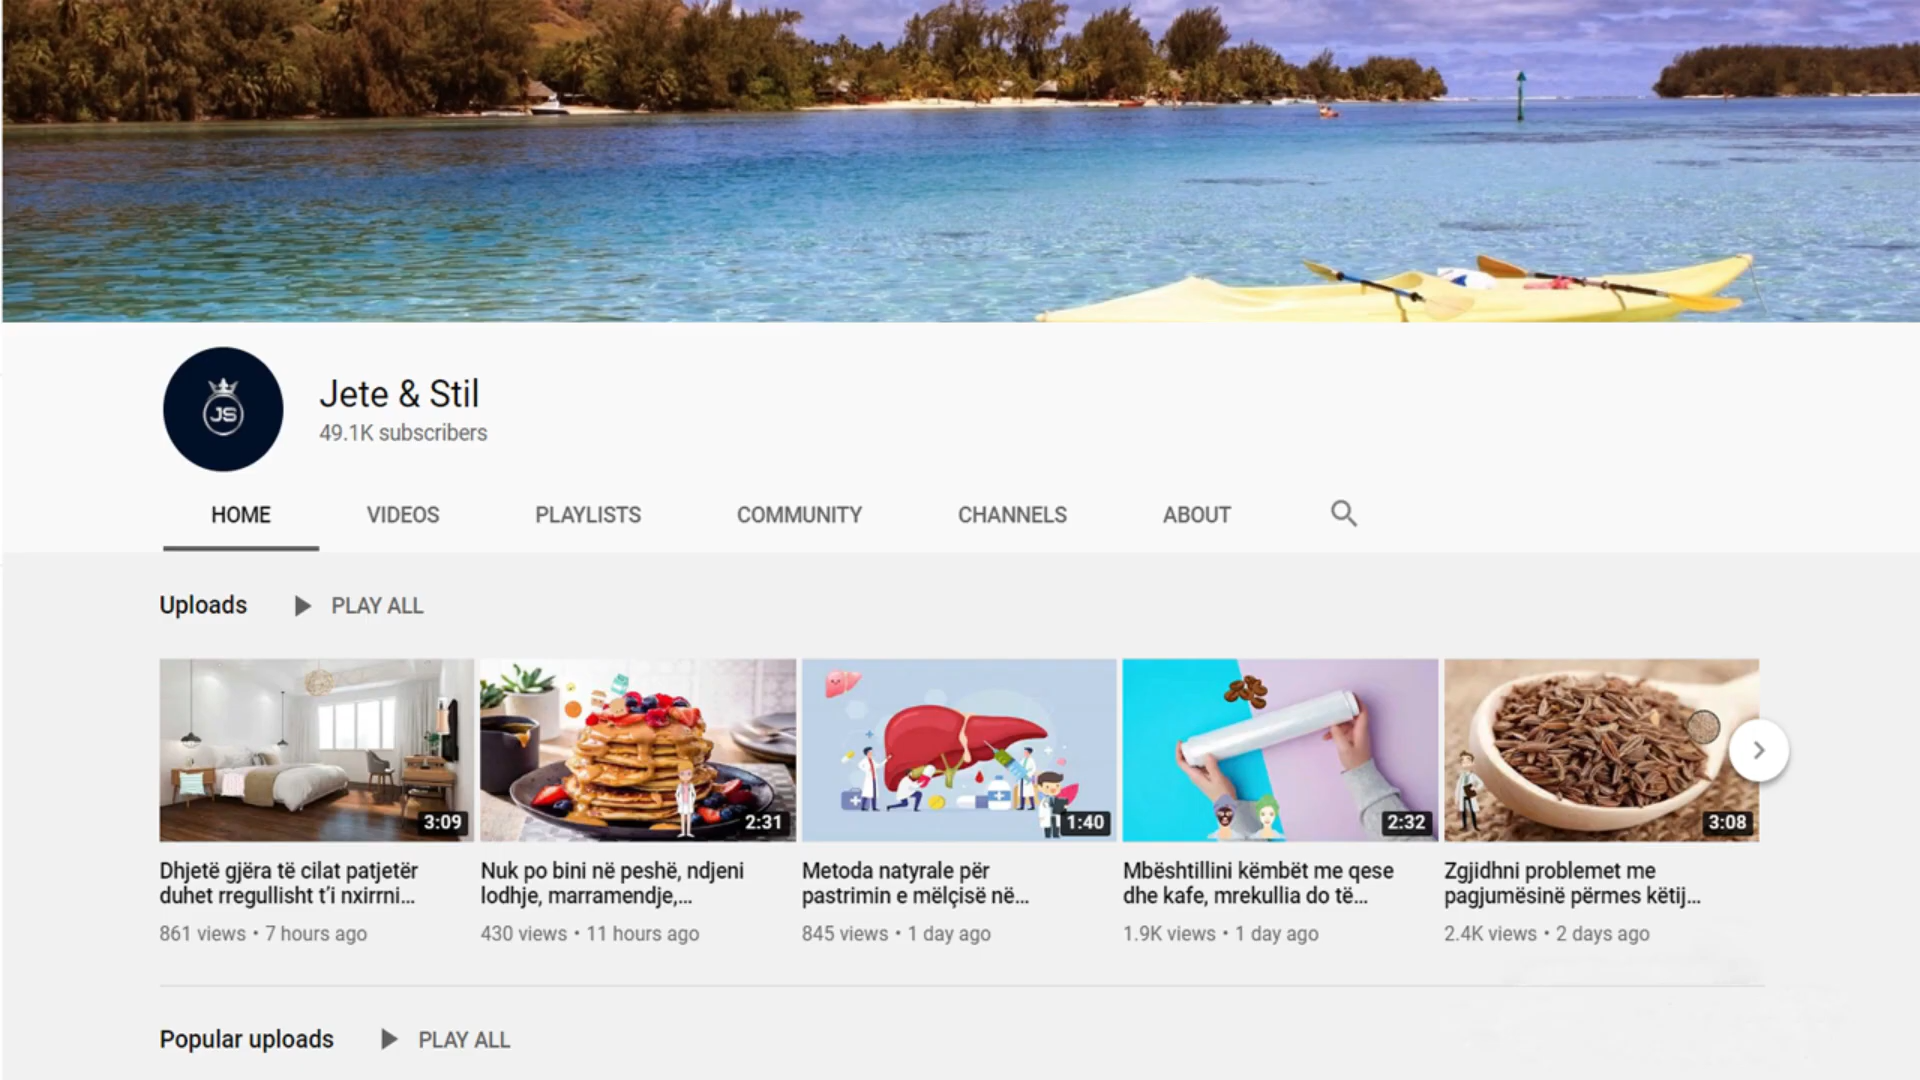 JS
Jete & Stil
49.1K subscribers
HOME VIDEOS PLAYLISTS COMMUNITY CHANNELS ABOUT
Uploads PLAY ALL
3:09 2:31 1:40 2:32 3:08
Dhjetë gjëra të cilat patjetër
duhet rregullisht t’i nxirrni...
861 views • 7 hours ago
Nuk po bini në peshë, ndjeni
lodhje, marramendje,...
430 views • 11 hours ago
Metoda natyrale për
pastrimin e mëlçisë në...
845 views • 1 day ago
Mbështillini këmbët me qese
dhe kafe, mrekullia do të...
1.9K views • 1 day ago
Zgjidhni problemet me
pagjumësinë përmes këtij...
2.4K views • 2 days ago
Popular uploads PLAY ALL